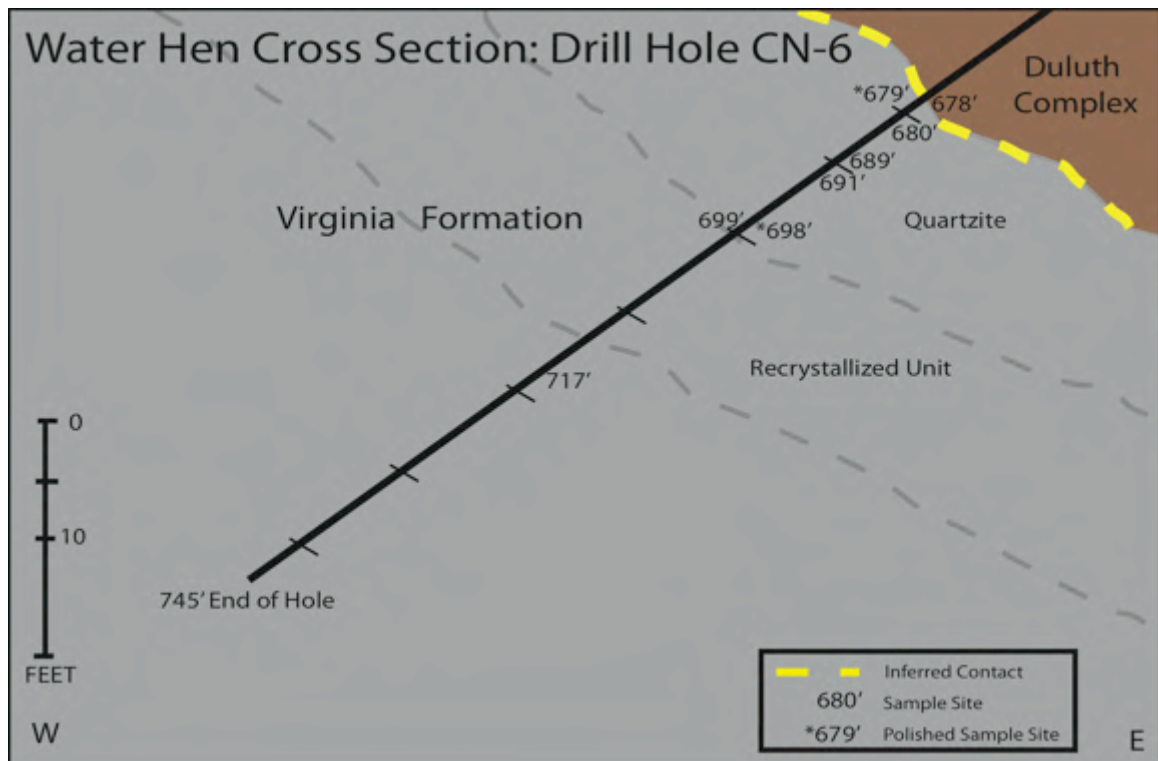 Water Hen Cross Section: Drill Hole CN-6
Duluth
Complex
*679’
678’
680’
689’
691’
Virginia Formation
699’
*698’
Quartzite
Recrystallized Unit
717’
0
10
FEET
745’ End of Hole
Inferred Contact
680’ Sample Site
*679’ Polished Sample Site
W
E